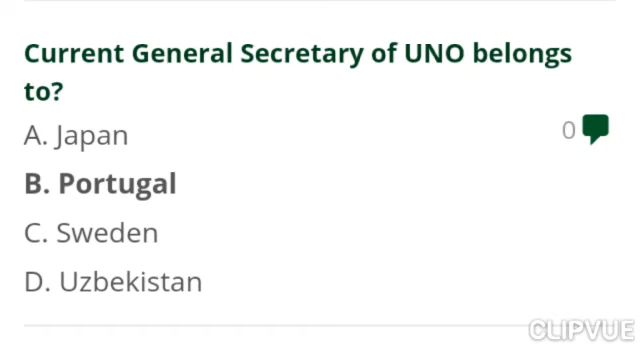 Current General Secretary of UNO belongs
to?
A. Japan
0
B. Portugal
C. Sweden
D. Uzbekistan
CLIPVUE